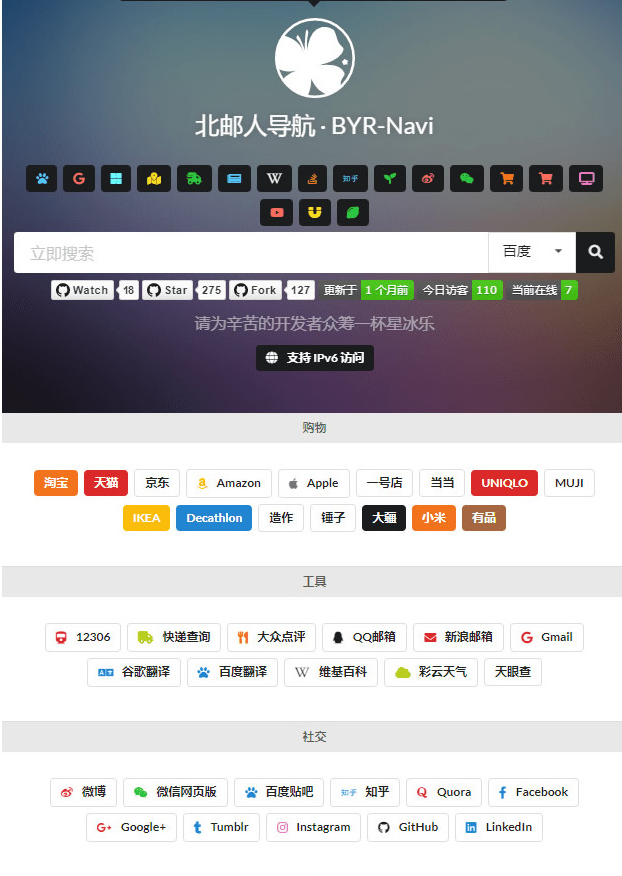 北邮人导航 · BYR-Navi
知乎
立即搜索 百度
Watch 18 Star 275 Fork 127 更新于 1 个月前 今日访客 110 当前在线 7
请为辛苦的开发者众筹一杯星冰乐
支持 IPv6 访问
购物
淘宝 天猫 京东 Amazon Apple 一号店 当当 UNIQLO MUJI
IKEA Decathlon 造作 锤子 大疆 小米 有品
工具
12306 快递查询 大众点评 QQ邮箱 新浪邮箱 Gmail
谷歌翻译 百度翻译 W 维基百科 彩云天气 天眼查
社交
微博 微信网页版 百度贴吧 知乎 知乎 Quora Facebook
Google+ Tumblr Instagram GitHub LinkedIn